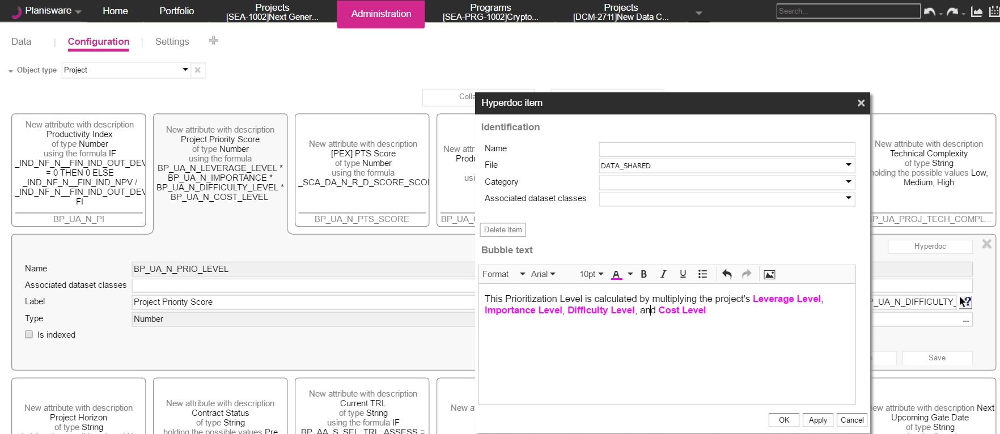 Planisware
Home
Portfolio
Projects
[SEA-1002]Next Gener...
Administration
Programs
[SEA-PRG-1002]Crypto...
Projects
[DCM-2711]New Data C...
Search...
Data | Configuration | Settings
Object type Project
Colla
Hyperdoc item
Identification
Name
File DATA_SHARED
Category
Associated dataset classes
Delete item
Bubble text
Format Arial 10pt A B I U
This Prioritization Level is calculated by multiplying the project's Leverage Level,
Importance Level, Difficulty Level, and Cost Level
OK Apply Cancel
New attribute with description
Productivity Index
of type Number
using the formula IF
_IND_NF_N__FIN_IND_OUT_DEV
= 0 THEN 0 ELSE
_IND_NF_N__FIN_IND_NPV /
_IND_NF_N__FIN_IND_OUT_DEV
FI
BP_UA_N_PI
New attribute with description
Project Priority Score
of type Number
using the formula
BP_UA_N_LEVERAGE_LEVEL *
BP_UA_N_IMPORTANCE *
BP_UA_N_DIFFICULTY_LEVEL *
BP_UA_N_COST_LEVEL
New attribute with description
[PEX] PTS Score
of type Number
using the formula
_SCA_DA_N_R_D_SCORE_SCO
BP_UA_N_PTS_SCORE
New attr
Produ
usi
BP_UA_
New attribute with description
Technical Complexity
of type String
holding the possible values Low,
Medium, High
BP_UA_PROJ_TECH_COMPL...
Hyperdoc
Name BP_UA_N_PRIO_LEVEL
Associated dataset classes
Label Project Priority Score
P_UA_N_DIFFICULTY_
?
Type Number
...
Is indexed
e
Save
New attribute with description
Project Horizon
of type String
New attribute with description
Contract Status
of type String
holding the possible values Pre
New attribute with description
Current TRL
of type String
using the formula IF
BP_AA_S_SEL_TRL_ASSESS =
New a
ew attribute with description Next
Upcoming Gate Date
of type String